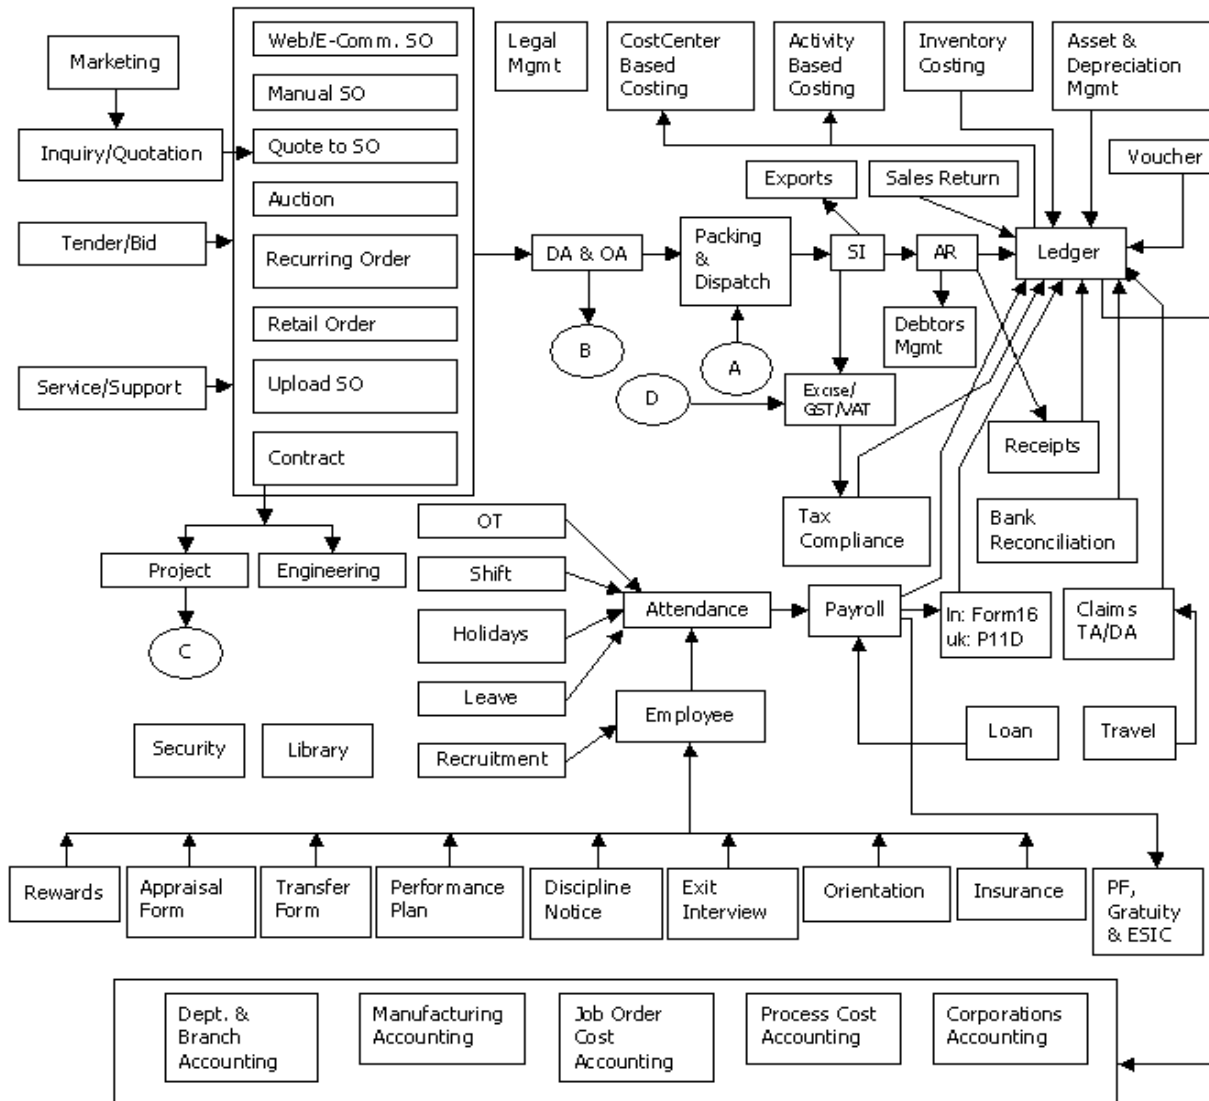 Marketing
Inquiry/Quotation
Tender/Bid
Service/Support
Web/E-Comm. SO
Manual SO
Quote to SO
Auction
Recurring Order
Retail Order
Upload SO
Contract
Project
Engineering
C
Security
Library
Legal
Mgmt
CostCenter
Based
Costing
Activity
Based
Costing
Inventory
Costing
Asset &
Depreciation
Mgmt
Voucher
Exports
Sales Return
DA & OA
Packing
&
Dispatch
SI
AR
Ledger
B
A
D
Debtors
Mgmt
Excise/
GST/VAT
Receipts
Tax
Compliance
Bank
Reconciliation
OT
Shift
Holidays
Leave
Recruitment
Attendance
Employee
Payroll
In: Form16
uk: P11D
Claims
TA/DA
Loan
Travel
Rewards
Appraisal
Form
Transfer
Form
Performance
Plan
Discipline
Notice
Exit
Interview
Orientation
Insurance
PF,
Gratuity
& ESIC
Dept. &
Branch
Accounting
Manufacturing
Accounting
Job Order
Cost
Accounting
Process Cost
Accounting
Corporations
Accounting